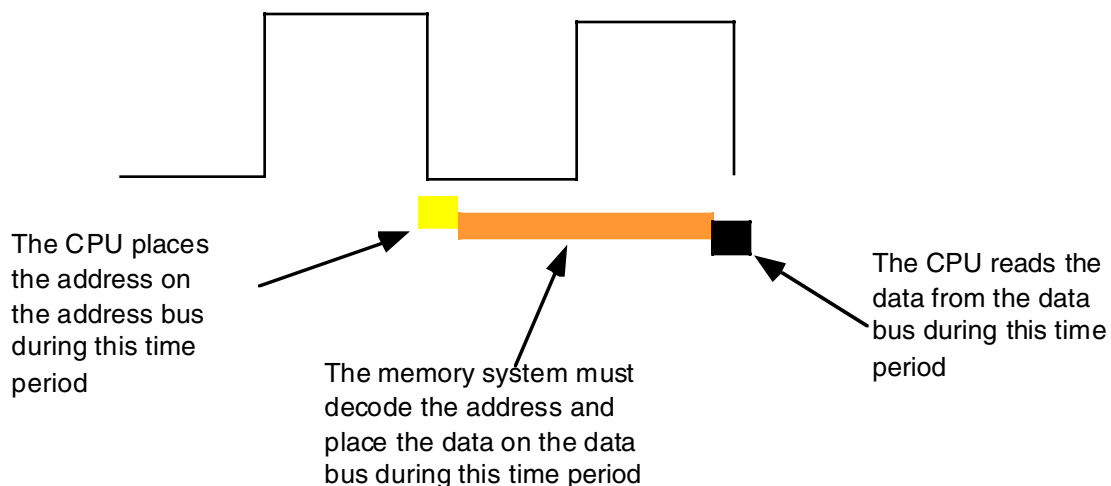 The CPU places
the address on
the address bus
during this time
period
The memory system must
decode the address and
place the data on the data
bus during this time period
The CPU reads the
data from the data
bus during this time
period